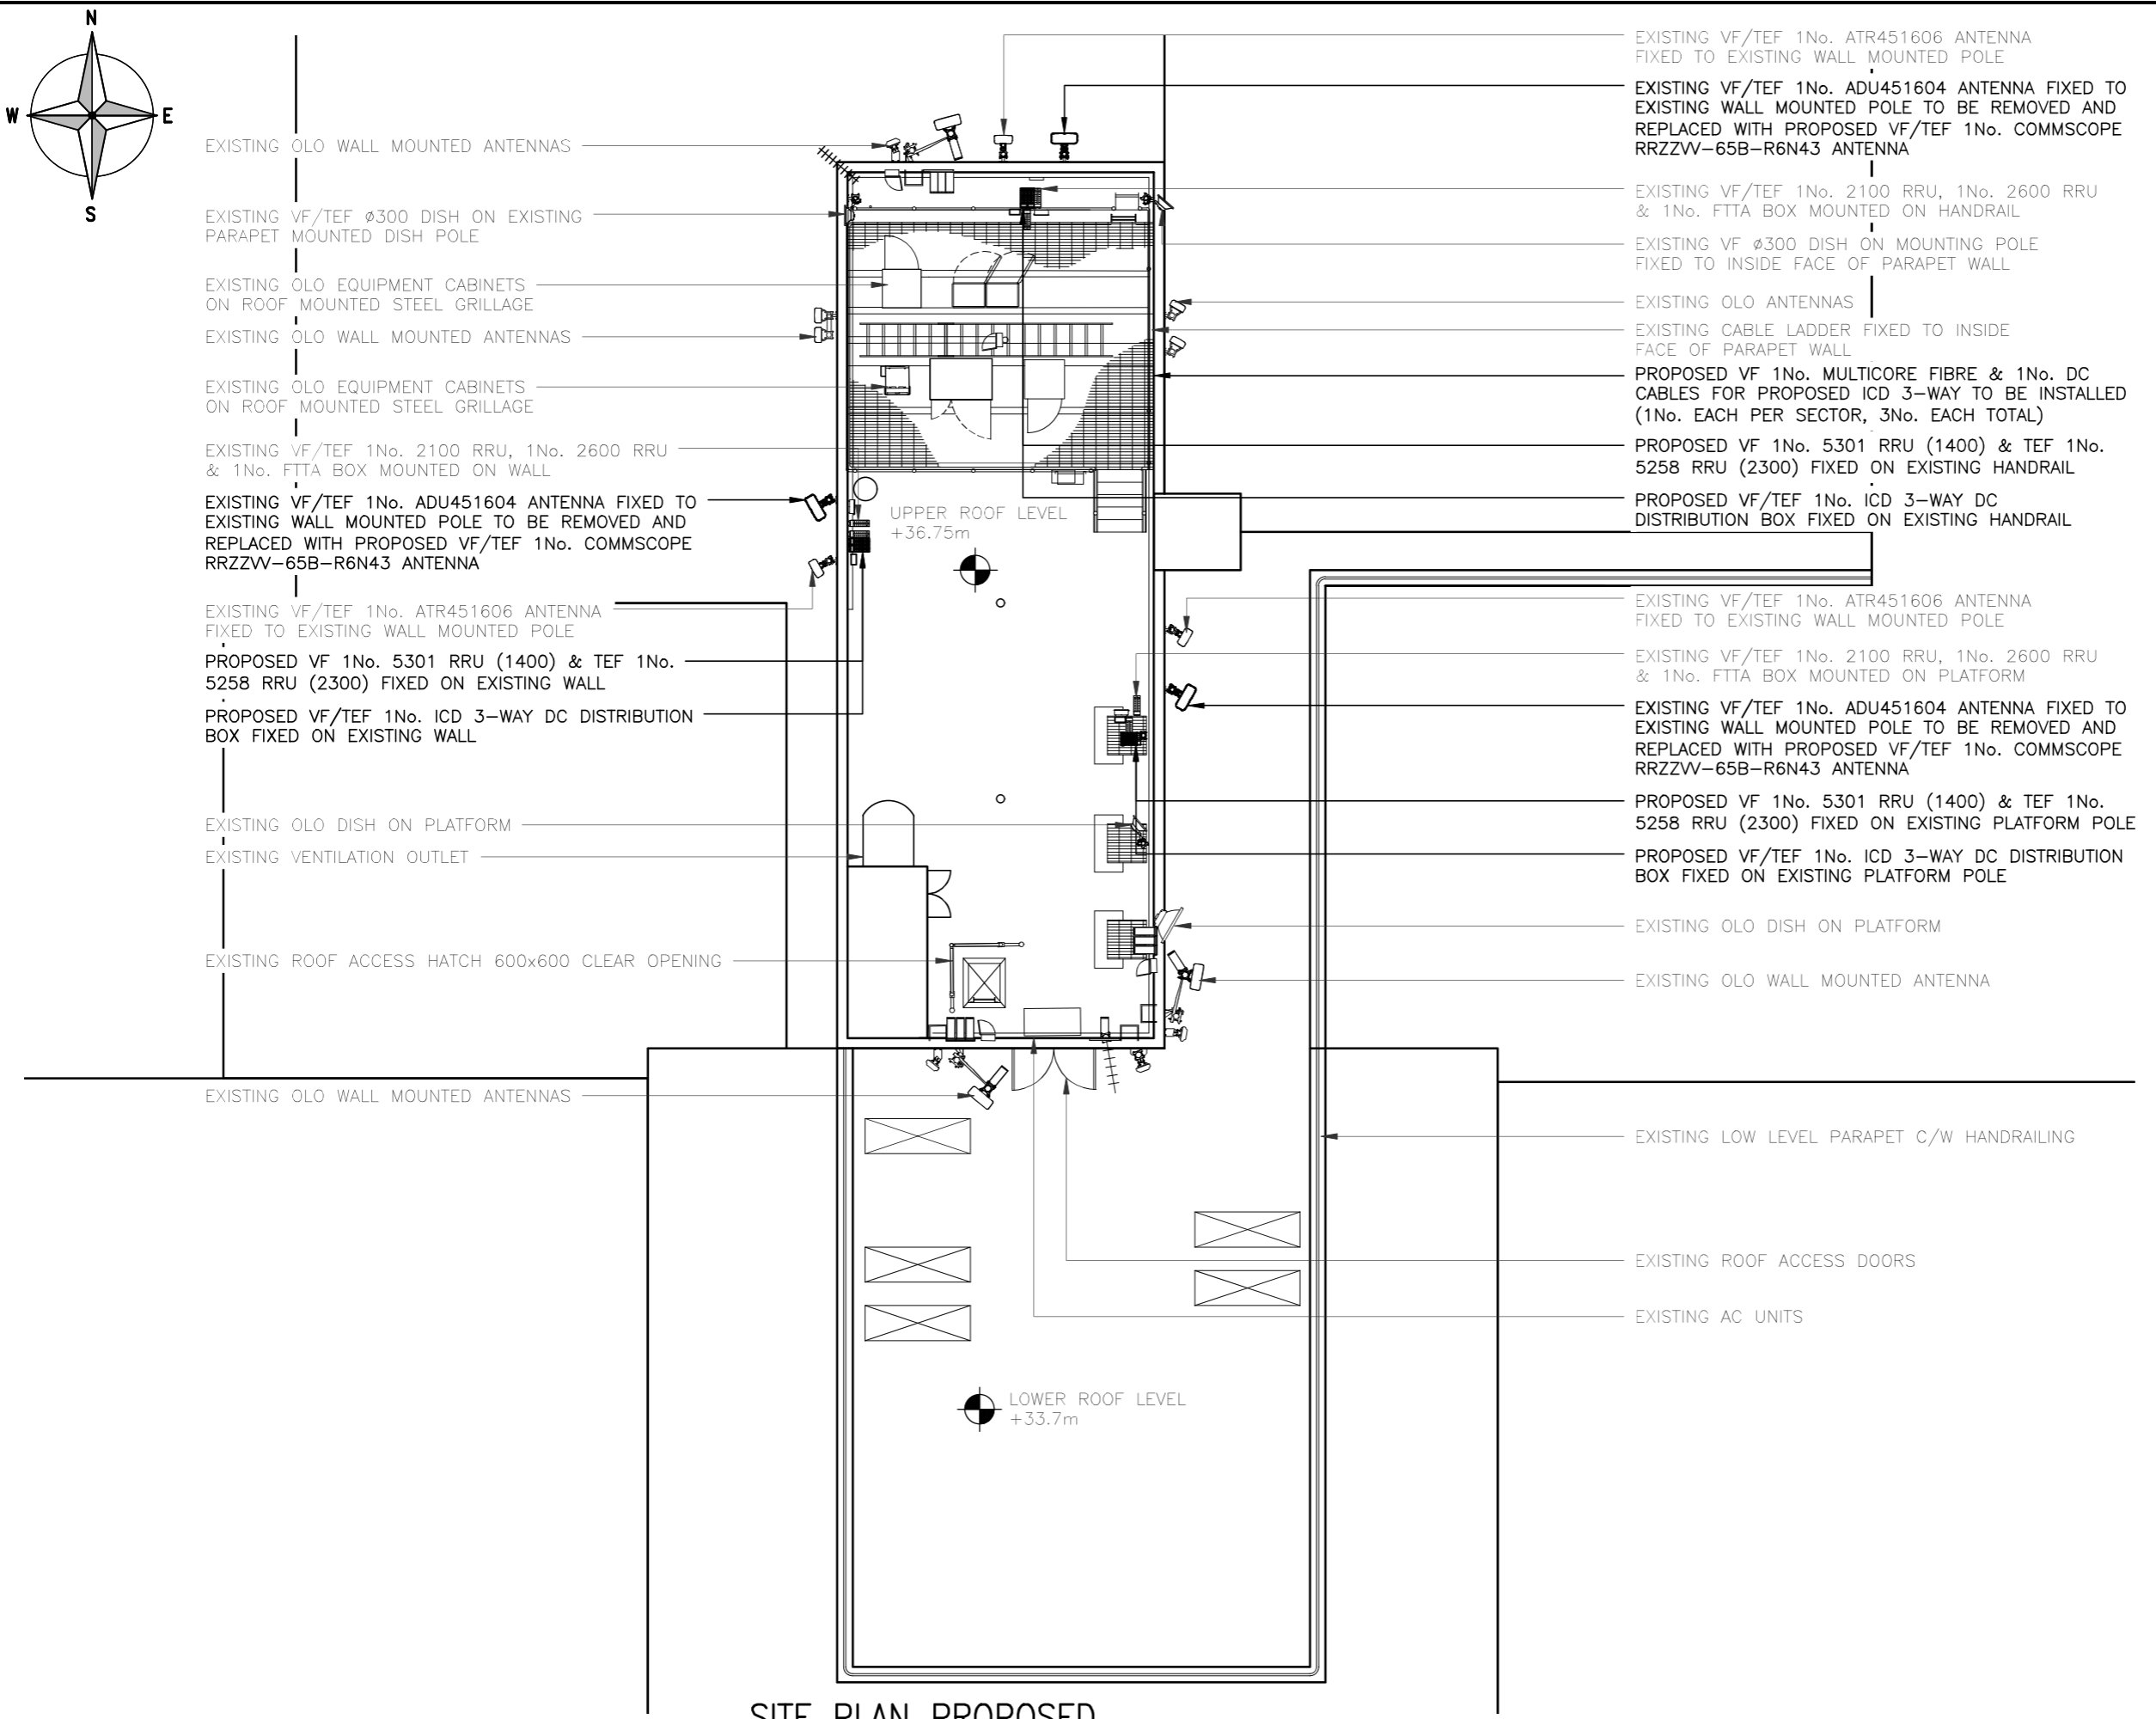 N
W
E
S
EXISTING OLO WALL MOUNTED ANTENNAS
EXISTING VF/TEF ø300 DISH ON EXISTING
PARAPET MOUNTED DISH POLE
EXISTING OLO EQUIPMENT CABINETS
ON ROOF MOUNTED STEEL GRILLAGE
EXISTING OLO WALL MOUNTED ANTENNAS
EXISTING OLO EQUIPMENT CABINETS
ON ROOF MOUNTED STEEL GRILLAGE
EXISTING VF/TEF 1No. 2100 RRU, 1No. 2600 RRU
& 1No. FTTA BOX MOUNTED ON WALL
EXISTING VF/TEF 1No. ADU451604 ANTENNA FIXED TO
EXISTING WALL MOUNTED POLE TO BE REMOVED AND
REPLACED WITH PROPOSED VF/TEF 1No. COMMSCOPE
RRZZVV-65B-R6N43 ANTENNA
EXISTING VF/TEF 1No. ATR451606 ANTENNA
FIXED TO EXISTING WALL MOUNTED POLE
PROPOSED VF 1No. 5301 RRU (1400) & TEF 1No.
5258 RRU (2300) FIXED ON EXISTING WALL
PROPOSED VF/TEF 1No. ICD 3-WAY DC DISTRIBUTION
BOX FIXED ON EXISTING WALL
EXISTING OLO DISH ON PLATFORM
EXISTING VENTILATION OUTLET
EXISTING ROOF ACCESS HATCH 600x600 CLEAR OPENING
EXISTING OLO WALL MOUNTED ANTENNAS
UPPER ROOF LEVEL
+36.75m
LOWER ROOF LEVEL
+33.7m
EXISTING VF/TEF 1No. ATR451606 ANTENNA
FIXED TO EXISTING WALL MOUNTED POLE
EXISTING VF/TEF 1No. ADU451604 ANTENNA FIXED TO
EXISTING WALL MOUNTED POLE TO BE REMOVED AND
REPLACED WITH PROPOSED VF/TEF 1No. COMMSCOPE
RRZZVV-65B-R6N43 ANTENNA
EXISTING VF/TEF 1No. 2100 RRU, 1No. 2600 RRU
& 1No. FTTA BOX MOUNTED ON HANDRAIL
EXISTING VF ø300 DISH ON MOUNTING POLE
FIXED TO INSIDE FACE OF PARAPET WALL
EXISTING OLO ANTENNAS
EXISTING CABLE LADDER FIXED TO INSIDE
FACE OF PARAPET WALL
PROPOSED VF 1No. MULTICORE FIBRE & 1No. DC
CABLES FOR PROPOSED ICD 3-WAY TO BE INSTALLED
(1No. EACH PER SECTOR, 3No. EACH TOTAL)
PROPOSED VF 1No. 5301 RRU (1400) & TEF 1No.
5258 RRU (2300) FIXED ON EXISTING HANDRAIL
PROPOSED VF/TEF 1No. ICD 3-WAY DC
DISTRIBUTION BOX FIXED ON EXISTING HANDRAIL
EXISTING VF/TEF 1No. ATR451606 ANTENNA
FIXED TO EXISTING WALL MOUNTED POLE
EXISTING VF/TEF 1No. 2100 RRU, 1No. 2600 RRU
& 1No. FTTA BOX MOUNTED ON PLATFORM
EXISTING VF/TEF 1No. ADU451604 ANTENNA FIXED TO
EXISTING WALL MOUNTED POLE TO BE REMOVED AND
REPLACED WITH PROPOSED VF/TEF 1No. COMMSCOPE
RRZZVV-65B-R6N43 ANTENNA
PROPOSED VF 1No. 5301 RRU (1400) & TEF 1No.
5258 RRU (2300) FIXED ON EXISTING PLATFORM POLE
PROPOSED VF/TEF 1No. ICD 3-WAY DC DISTRIBUTION
BOX FIXED ON EXISTING PLATFORM POLE
EXISTING OLO DISH ON PLATFORM
EXISTING OLO WALL MOUNTED ANTENNA
EXISTING LOW LEVEL PARAPET C/W HANDRAILING
EXISTING ROOF ACCESS DOORS
EXISTING AC UNITS
SITE PLAN PROPOSED